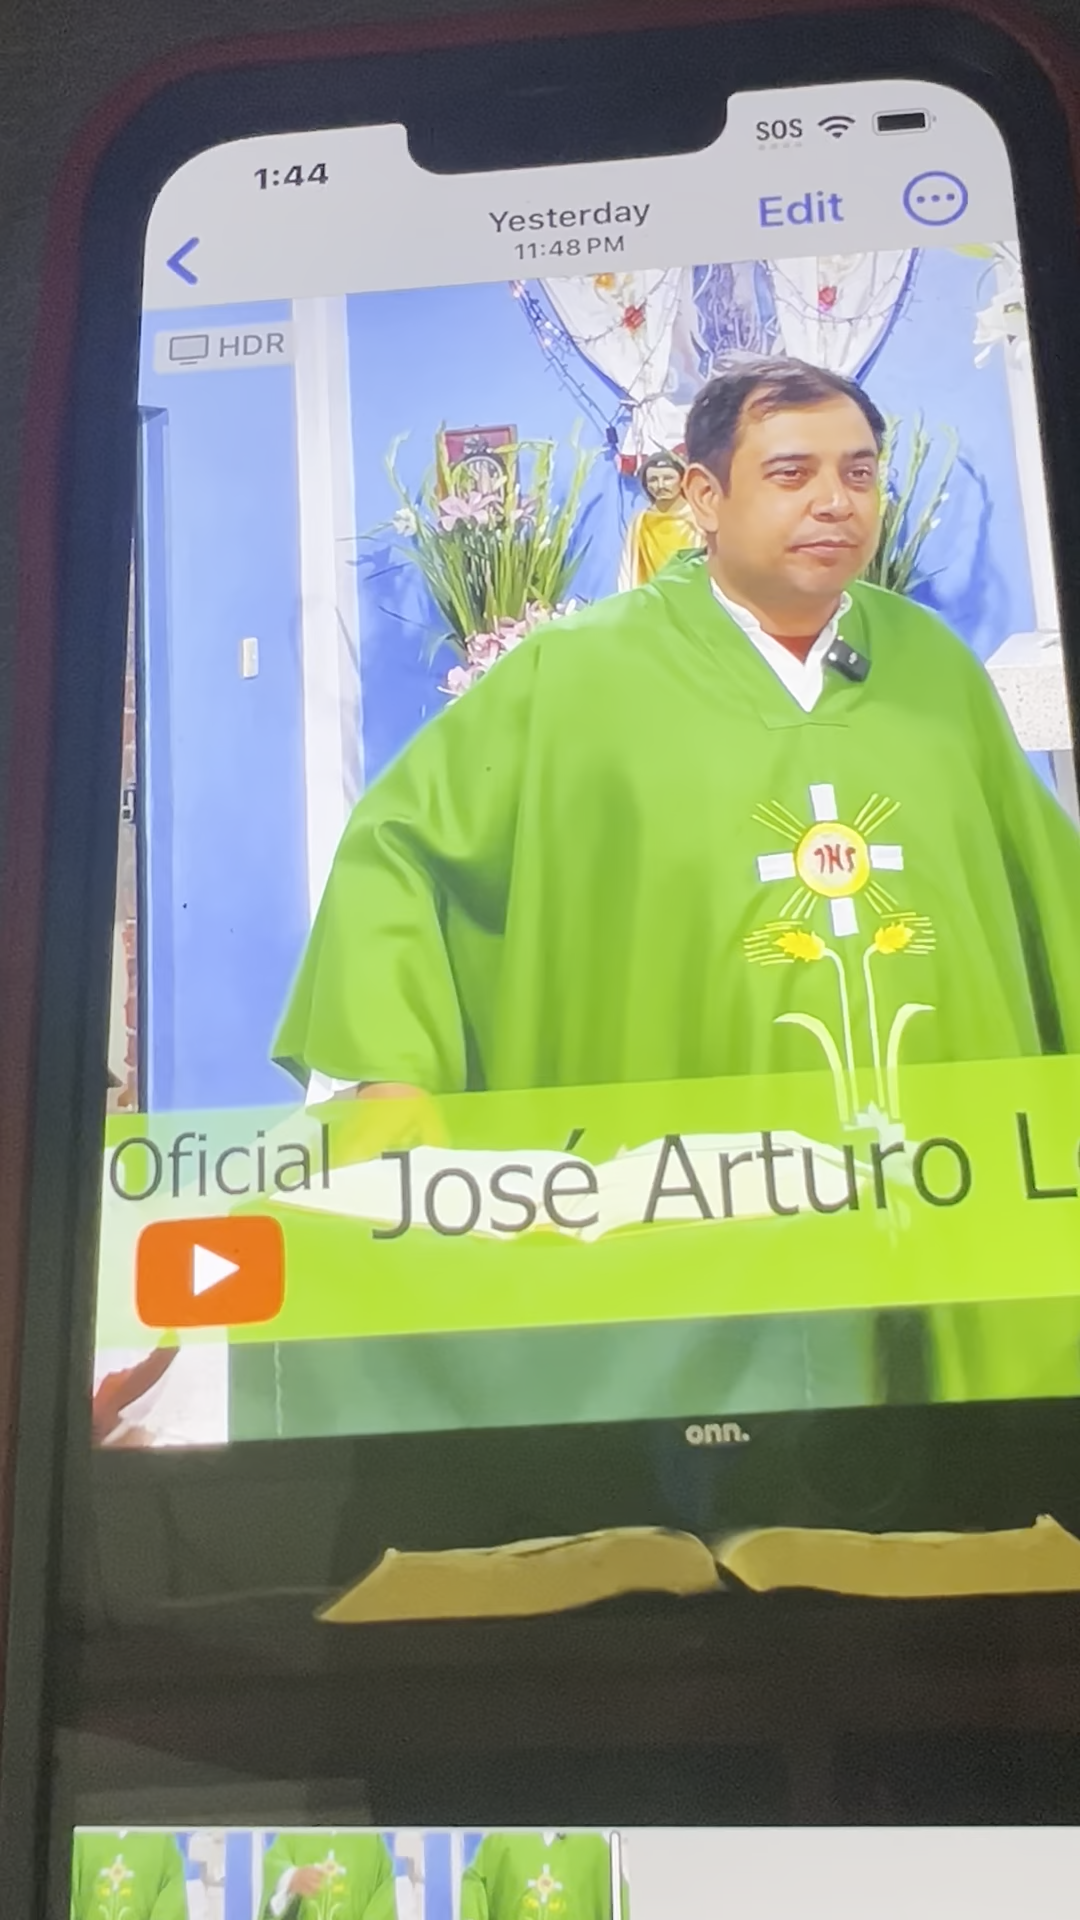 SOS
1:44
Yesterday
11:48 PM
Edit
HDR
IHS
Oficial José Arturo
onn.